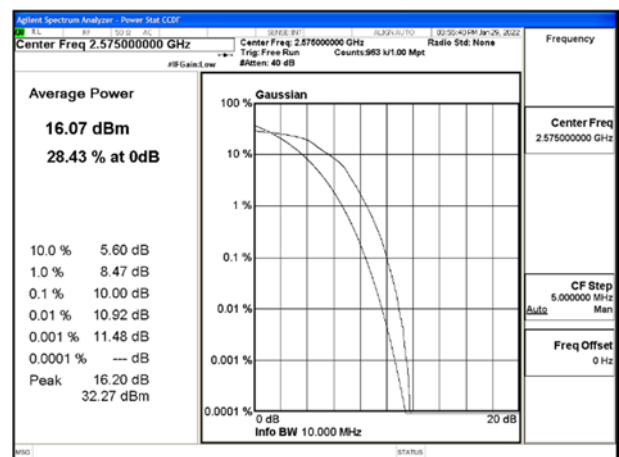 Agilent Spectrum Analyzer - Power Stat CCDF
RL RF 50 Ω AC SENSE:INT ALIGN AUTO 03:55:40 PM Jan 29, 2022
Center Freq 2.575000000 GHz
Center Freq: 2.575000000 GHz Radio Std: None
Trig: Free Run Counts:963 k/1.00 Mpt
#IFGain:Low #Atten: 40 dB
Frequency
Average Power
16.07 dBm
28.43 % at 0dB
10.0 % 5.60 dB
1.0 % 8.47 dB
0.1 % 10.00 dB
0.01 % 10.92 dB
0.001 % 11.48 dB
0.0001 % --- dB
Peak 16.20 dB
32.27 dBm
Gaussian
100 %
10 %
1 %
0.1 %
0.01 %
0.001 %
0.0001 %
0 dB 20 dB
Info BW 10.000 MHz
Center Freq
2.575000000 GHz
CF Step
5.000000 MHz
Auto Man
Freq Offset
0 Hz
MSG STATUS